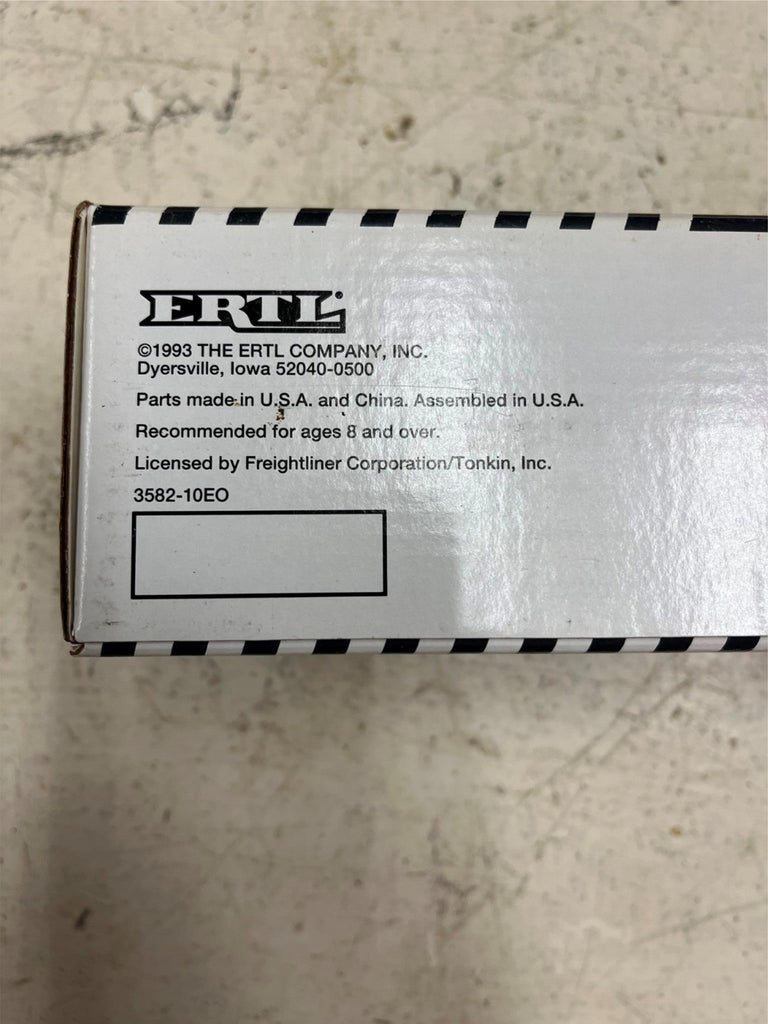 ERTL®
©1993 THE ERTL COMPANY, INC.
Dyersville, Iowa 52040-0500
Parts made in U.S.A. and China. Assembled in U.S.A.
Recommended for ages 8 and over.
Licensed by Freightliner Corporation/Tonkin, Inc.
3582-10EO